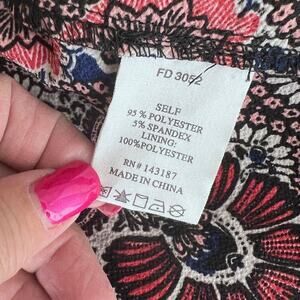 FD 3052
SELF
95 % POLYESTER
5% SPANDEX
LINING:
100%POLYESTER
RN# 143187
MADE IN CHINA